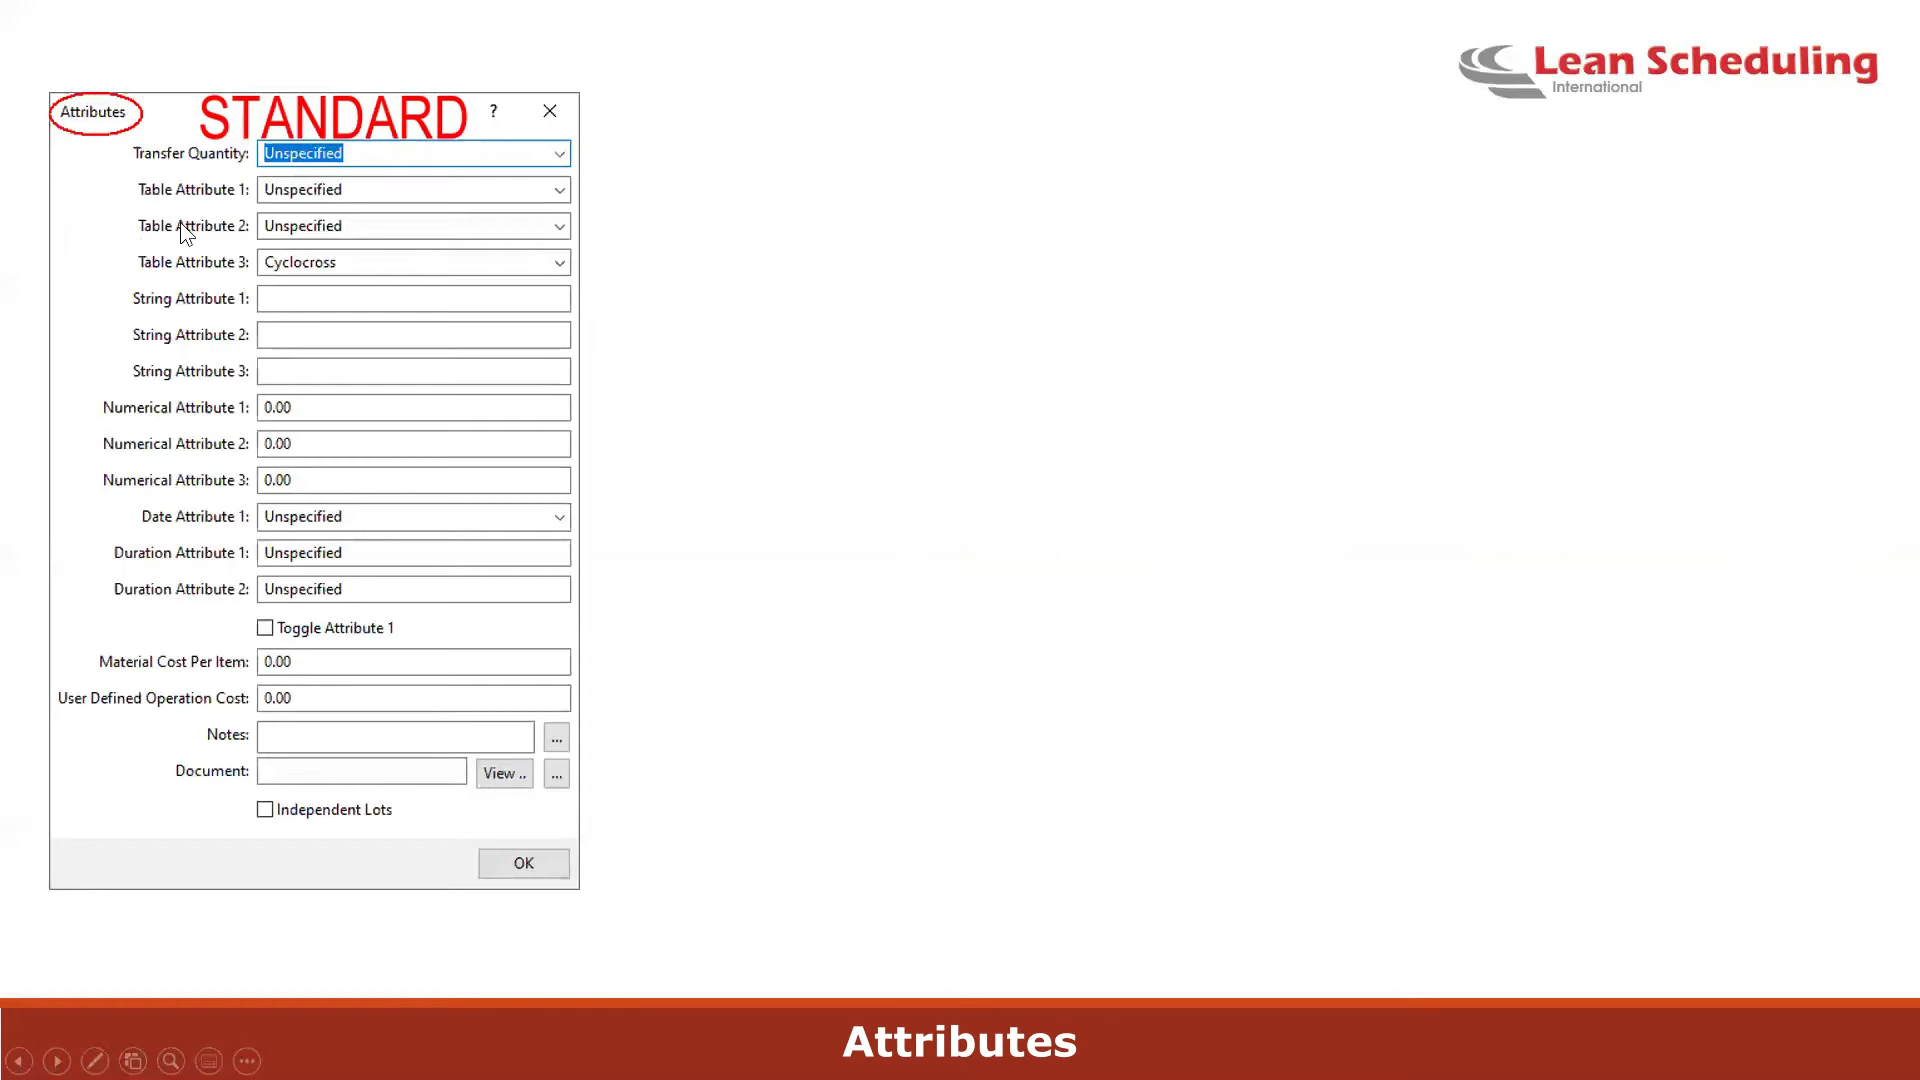 Lean Scheduling
International
Attributes
STANDARD
?
Transfer Quantity: Unspecified
Table Attribute 1: Unspecified
Table Attribute 2: Unspecified
Table Attribute 3: Cyclocross
String Attribute 1:
String Attribute 2:
String Attribute 3:
Numerical Attribute 1: 0.00
Numerical Attribute 2: 0.00
Numerical Attribute 3: 0.00
Date Attribute 1: Unspecified
Duration Attribute 1: Unspecified
Duration Attribute 2: Unspecified
Toggle Attribute 1
Material Cost Per Item: 0.00
User Defined Operation Cost: 0.00
Notes: ...
Document: View .. ...
Independent Lots
OK
Attributes